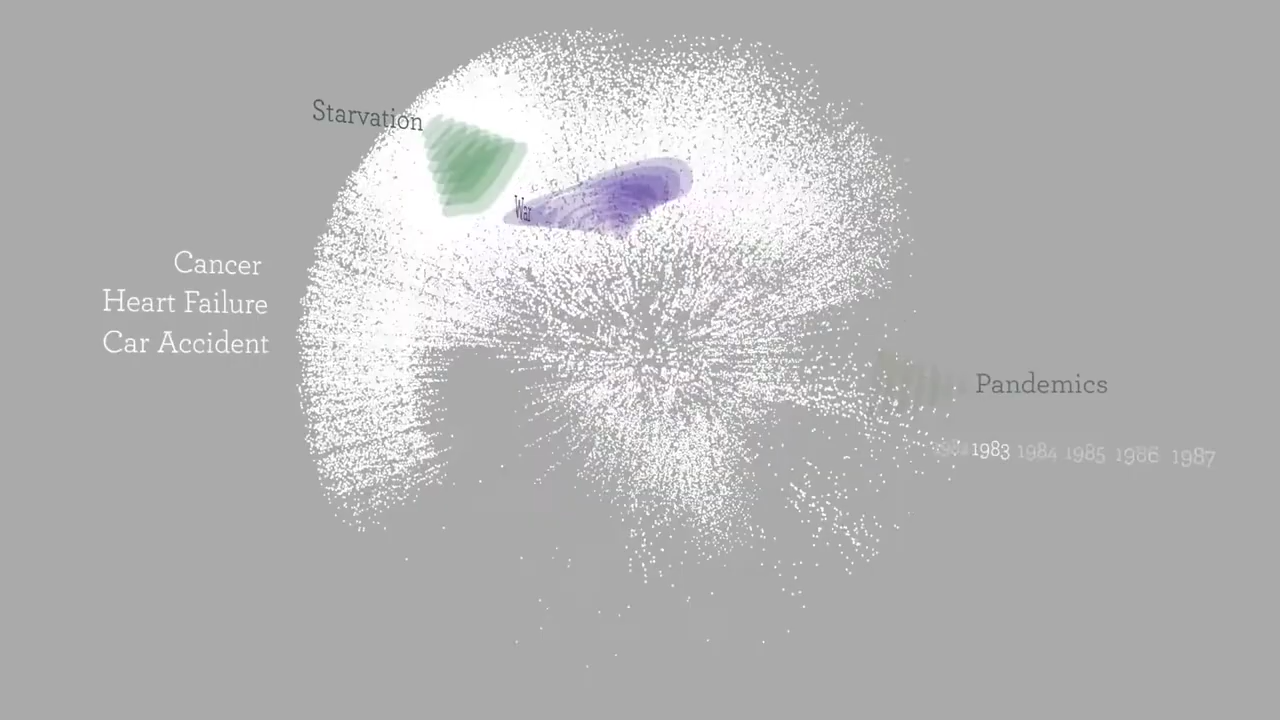 Starvation
War
Cancer
Heart Failure
Car Accident
Pandemics
1983 1984 1985 1986 1987